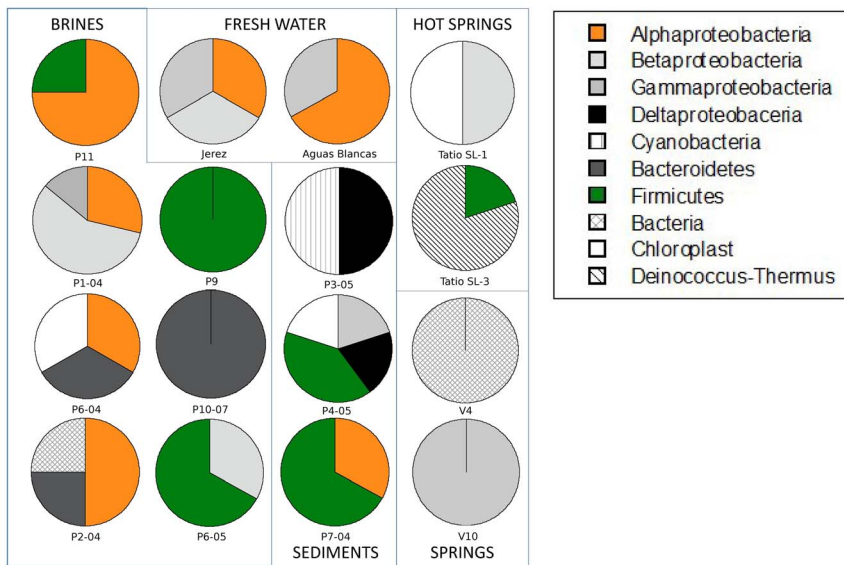 BRINES
FRESH WATER
HOT SPRINGS
P11
Jerez
Aguas Blancas
Tatio SL-1
P1-04
P9
P3-05
Tatio SL-3
P6-04
P10-07
P4-05
V4
P2-04
P6-05
P7-04
V10
SEDIMENTS
SPRINGS
Alphaproteobacteria
Betaproteobacteria
Gammaproteobacteria
Deltaproteobaceria
Cyanobacteria
Bacteroidetes
Firmicutes
Bacteria
Chloroplast
Deinococcus-Thermus